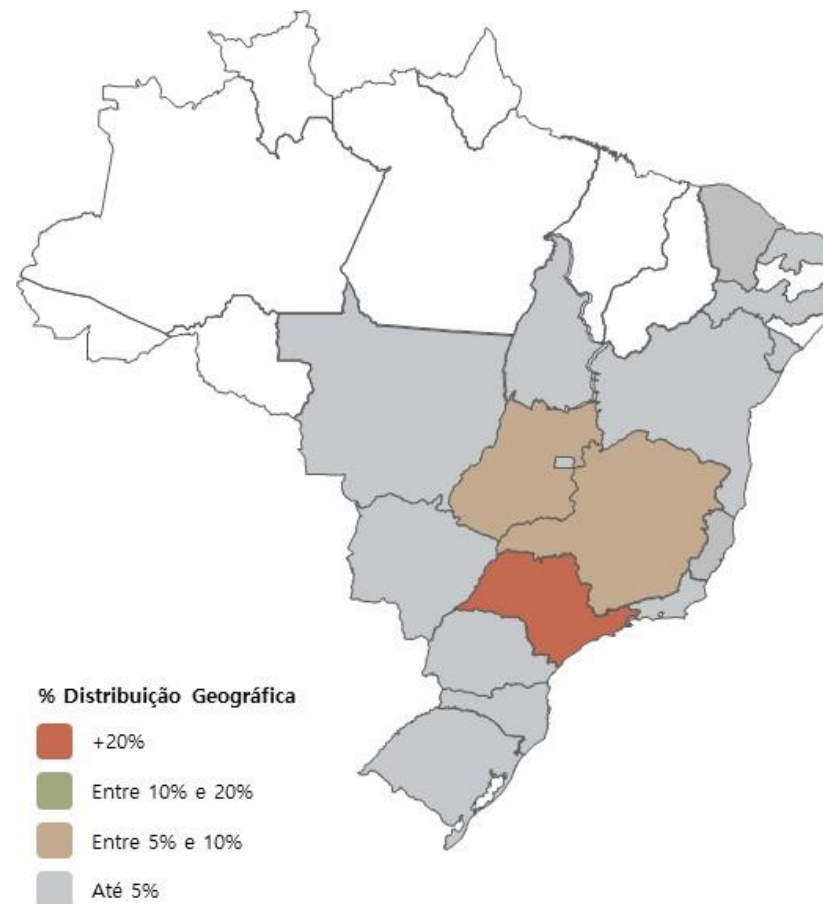 % Distribuição Geográfica
+20%
Entre 10% e 20%
Entre 5% e 10%
Até 5%